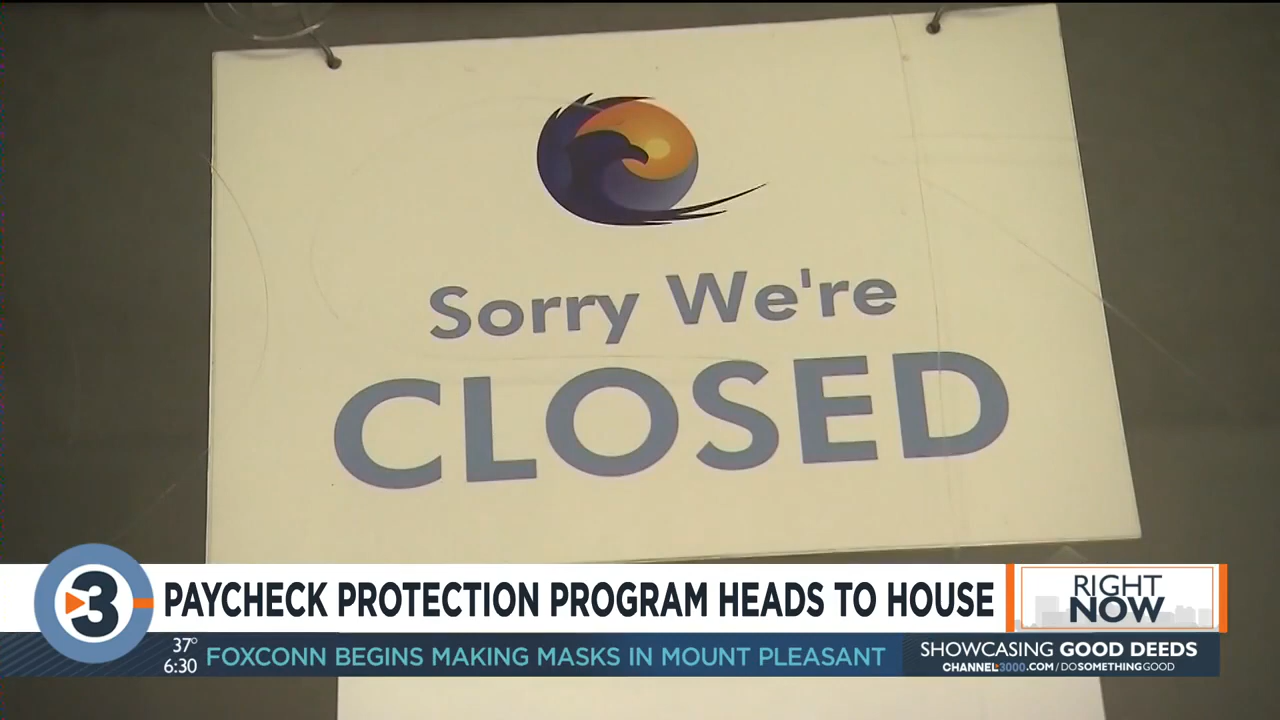 Sorry We're
CLOSED
3
PAYCHECK PROTECTION PROGRAM HEADS TO HOUSE
RIGHT
NOW
37°
6:30
FOXCONN BEGINS MAKING MASKS IN MOUNT PLEASANT
SHOWCASING GOOD DEEDS
CHANNEL3000.COM/DOSOMETHINGGOOD